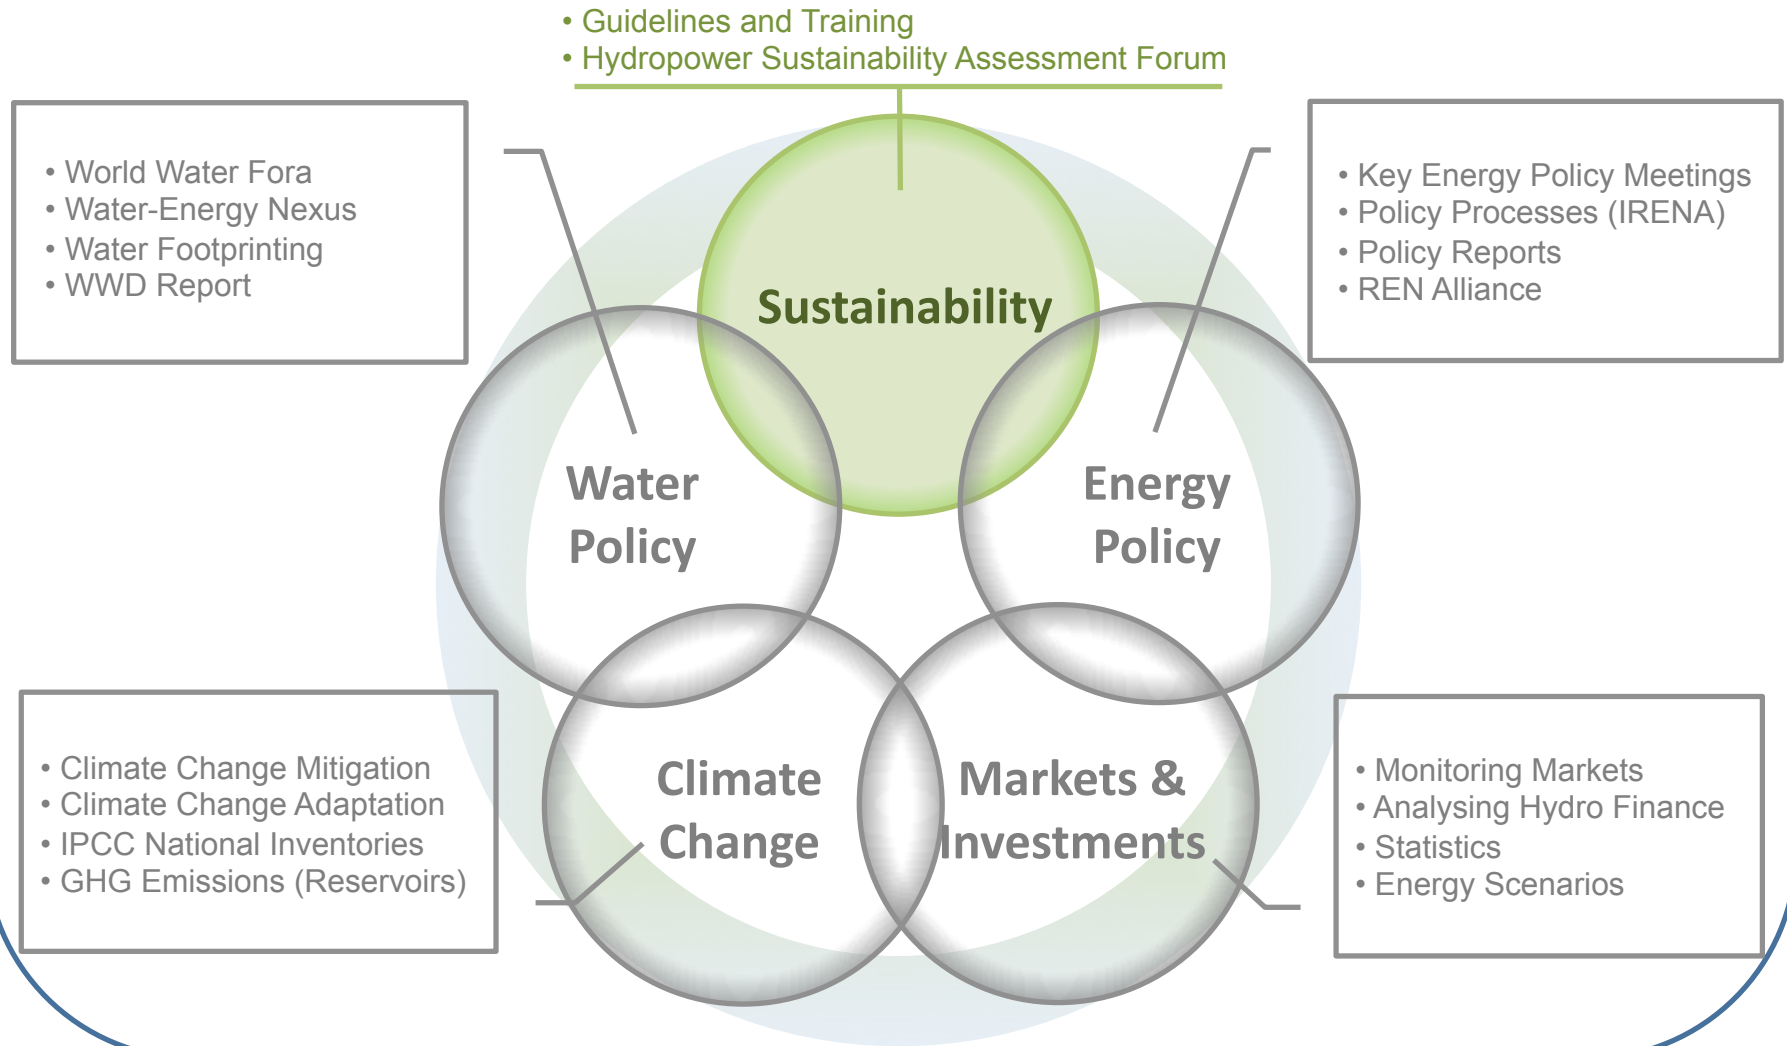 • Guidelines and Training
• Hydropower Sustainability Assessment Forum
• World Water Fora
• Water-Energy Nexus
• Water Footprinting
• WWD Report
• Key Energy Policy Meetings
• Policy Processes (IRENA)
• Policy Reports
• REN Alliance
Sustainability
Water
Policy
Energy
Policy
Climate
Change
Markets &
Investments
• Climate Change Mitigation
• Climate Change Adaptation
• IPCC National Inventories
• GHG Emissions (Reservoirs)
• Monitoring Markets
• Analysing Hydro Finance
• Statistics
• Energy Scenarios